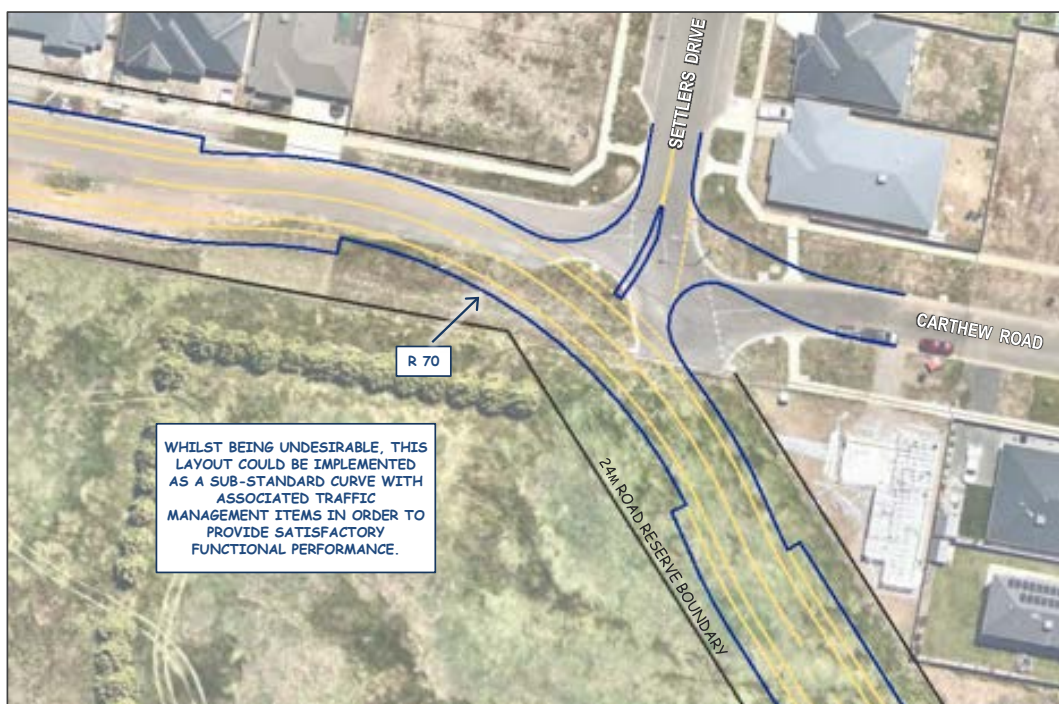 SETTLERS DRIVE
CARTHEW ROAD
R 70
WHILST BEING UNDESIRABLE, THIS
LAYOUT COULD BE IMPLEMENTED
AS A SUB-STANDARD CURVE WITH
ASSOCIATED TRAFFIC
MANAGEMENT ITEMS IN ORDER TO
PROVIDE SATISFACTORY
FUNCTIONAL PERFORMANCE.
24M ROAD RESERVE BOUNDARY